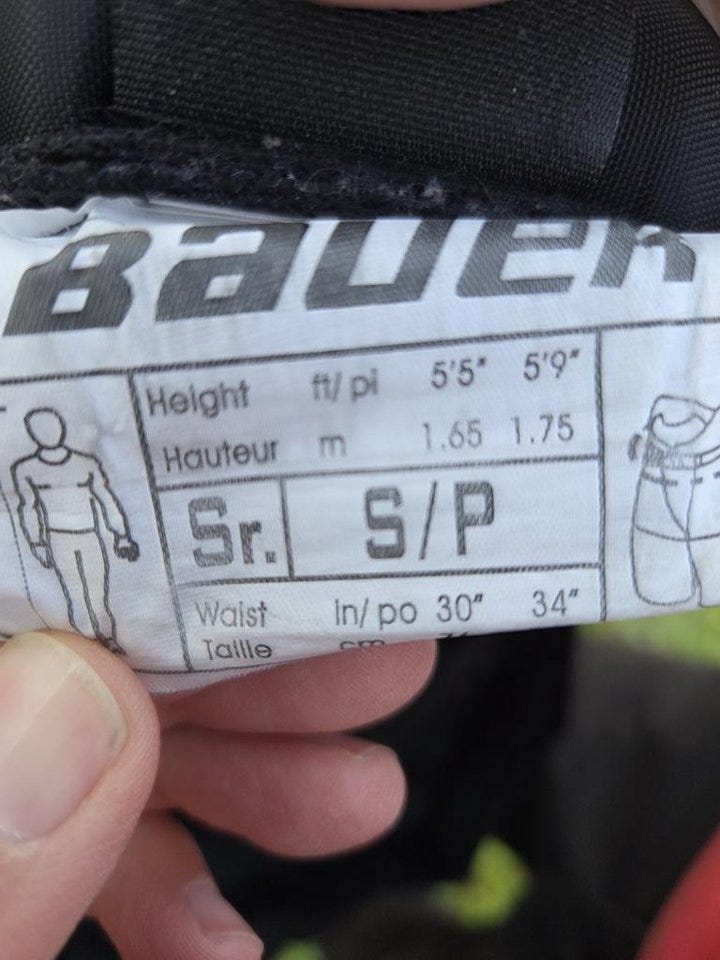 BAUER
Height ft/pi 5'5" 5'9"
Hauteur m 1.65 1.75
Sr. S/P
Waist in/po 30" 34"
Taille cm